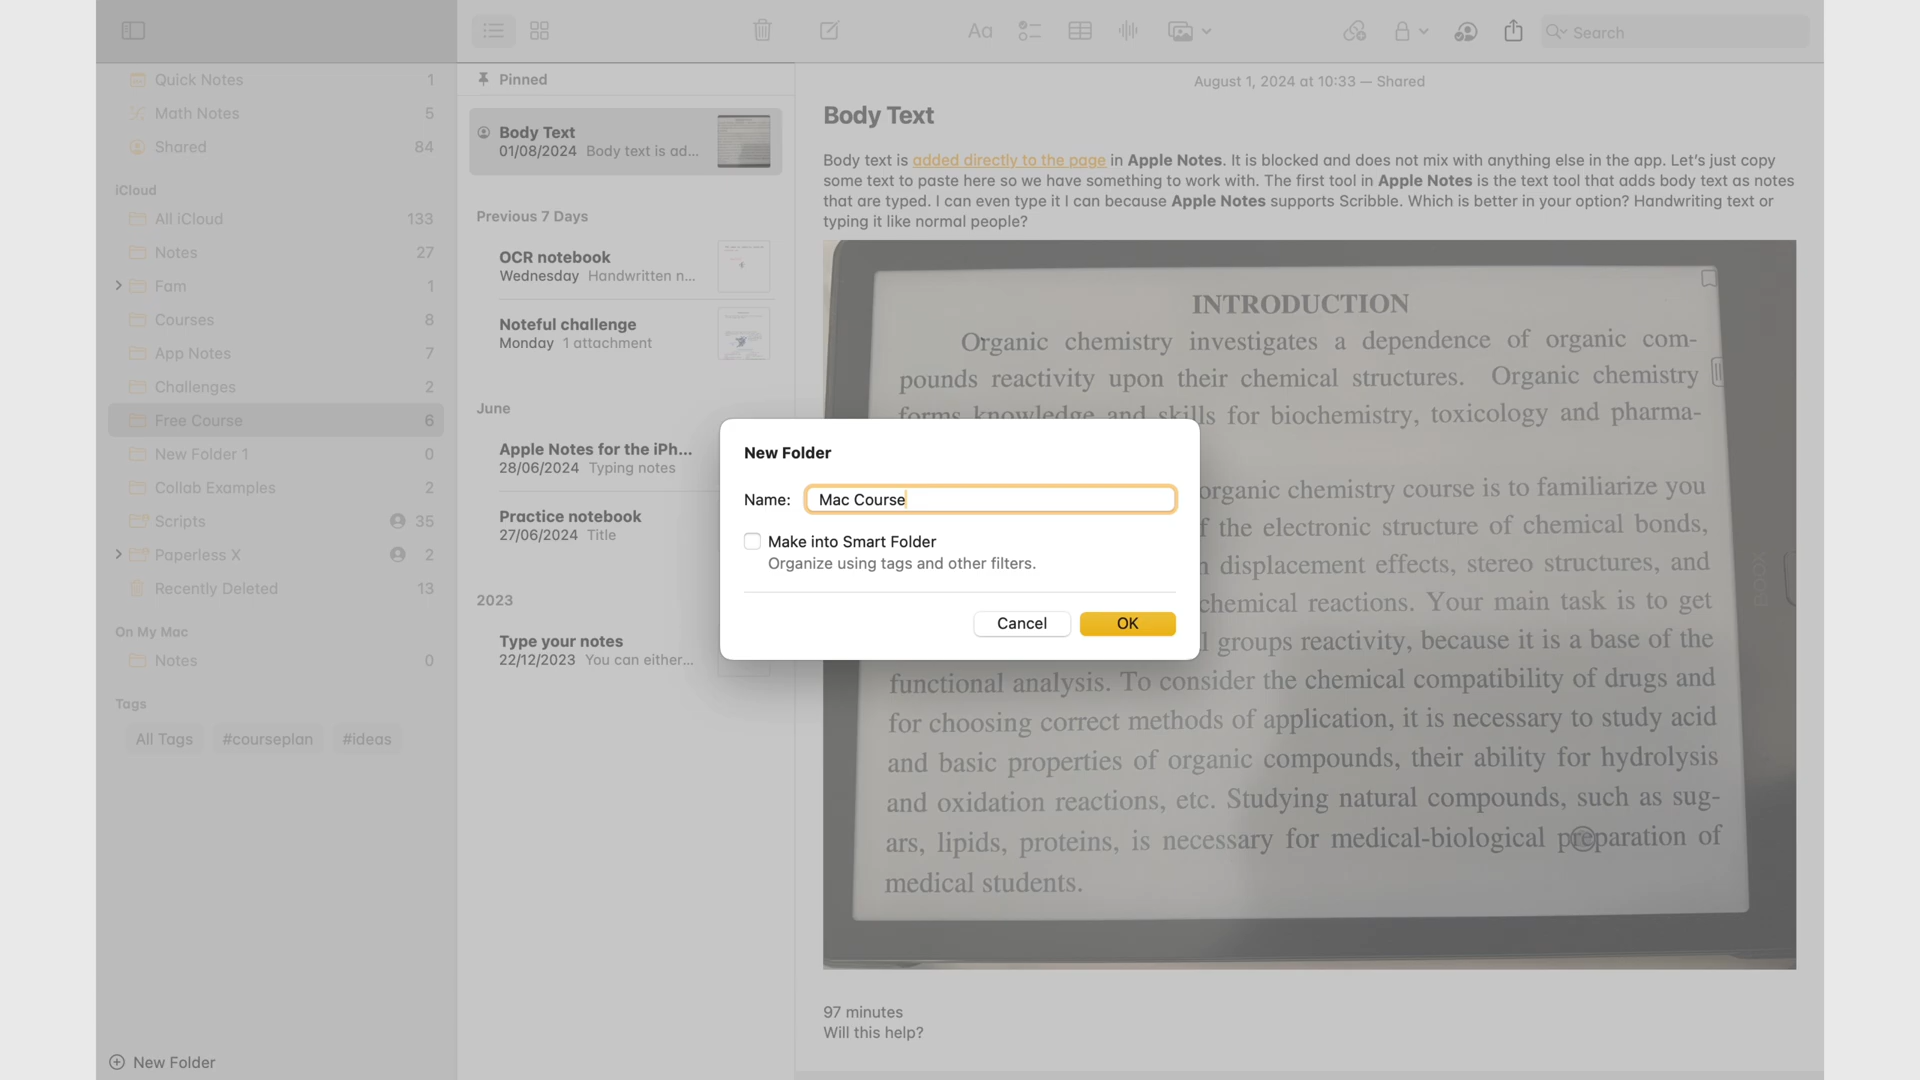 Search
Quick Notes 1
Math Notes 5
Shared 84
iCloud
All iCloud 133
Notes 27
Fam 1
Courses 8
App Notes 7
Challenges 2
Free Course 6
New Folder 1 0
Collab Examples 2
Scripts 35
Paperless X 2
Recently Deleted 13
On My Mac
Notes 0
Tags
All Tags #courseplan #ideas
New Folder
Pinned
Body Text
01/08/2024 Body text is ad...
Previous 7 Days
OCR notebook
Wednesday Handwritten n...
Noteful challenge
Monday 1 attachment
June
Apple Notes for the iPh...
28/06/2024 Typing notes
Practice notebook
27/06/2024 Title
2023
Type your notes
22/12/2023 You can either...
Aa
August 1, 2024 at 10:33 — Shared
Body Text
Body text is added directly to the page in Apple Notes. It is blocked and does not mix with anything else in the app. Let's just copy
some text to paste here so we have something to work with. The first tool in Apple Notes is the text tool that adds body text as notes
that are typed. I can even type it I can because Apple Notes supports Scribble. Which is better in your option? Handwriting text or
typing it like normal people?
INTRODUCTION
Organic chemistry investigates a dependence of organic com-
pounds reactivity upon their chemical structures. Organic chemistry
forms knowledge and skills for biochemistry, toxicology and pharma-
organic chemistry course is to familiarize you
the electronic structure of chemical bonds,
displacement effects, stereo structures, and
chemical reactions. Your main task is to get
groups reactivity, because it is a base of the
functional analysis. To consider the chemical compatibility of drugs and
for choosing correct methods of application, it is necessary to study acid
and basic properties of organic compounds, their ability for hydrolysis
and oxidation reactions, etc. Studying natural compounds, such as sug-
ars, lipids, proteins, is necessary for medical-biological preparation of
medical students.
97 minutes
Will this help?
New Folder
Name: Mac Course
Make into Smart Folder
Organize using tags and other filters.
Cancel OK